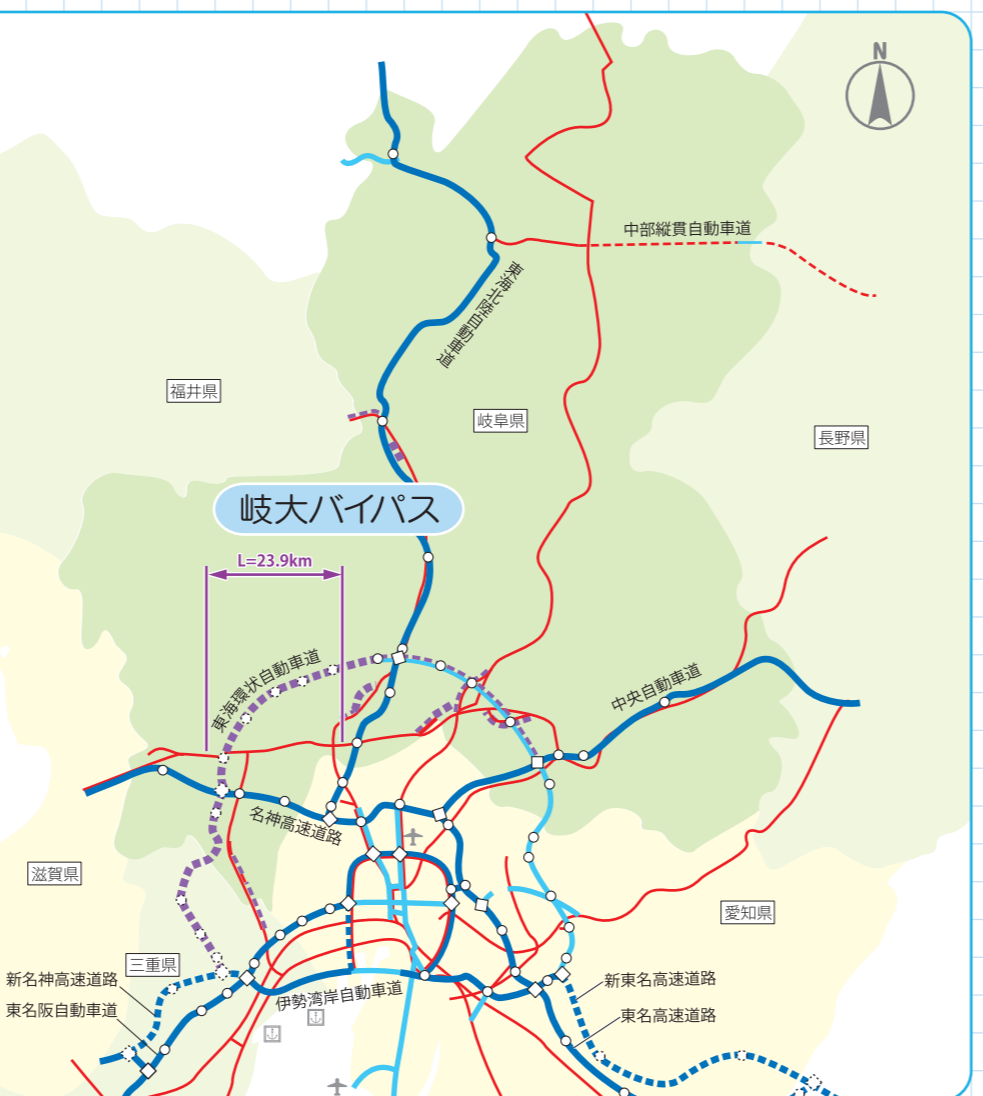 N
中部縦貫自動車道
東海北陸自動車道
福井県
岐阜県
長野県
岐大バイパス
L=23.9km
東海環状自動車道
中央自動車道
名神高速道路
滋賀県
愛知県
三重県
新名神高速道路
東名阪自動車道
伊勢湾岸自動車道
新東名高速道路
東名高速道路